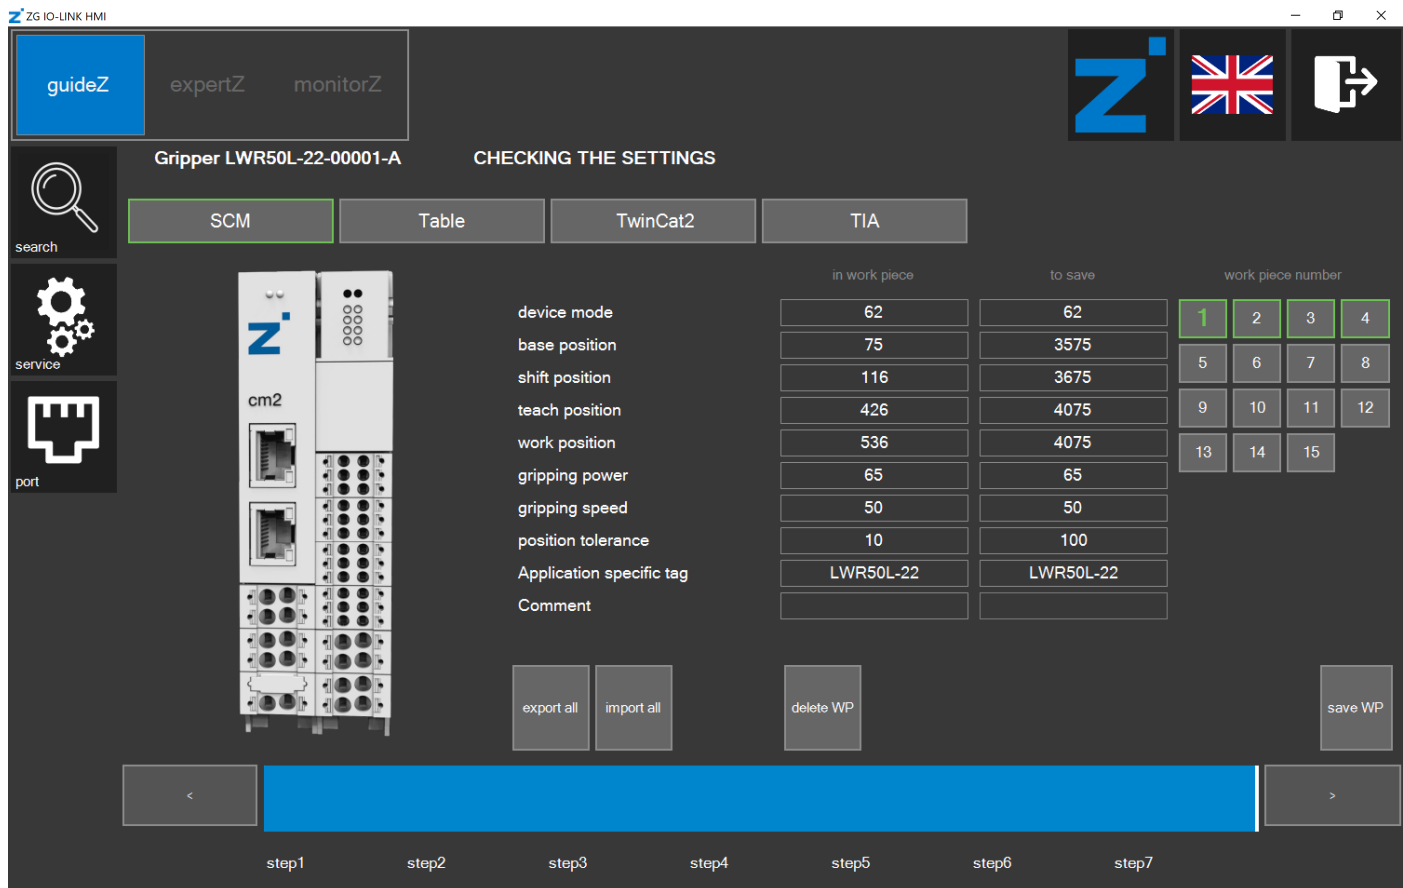 ZG IO-LINK HMI
guideZ expertZ monitorZ
Gripper LWR50L-22-00001-A CHECKING THE SETTINGS
search
service
port
SCM Table TwinCat2 TIA
cm2
in work piece to save work piece number
device mode 62 62
base position 75 3575
shift position 116 3675
teach position 426 4075
work position 536 4075
gripping power 65 65
gripping speed 50 50
position tolerance 10 100
Application specific tag LWR50L-22 LWR50L-22
Comment
1 2 3 4
5 6 7 8
9 10 11 12
13 14 15
export all import all delete WP save WP
< >
step1 step2 step3 step4 step5 step6 step7